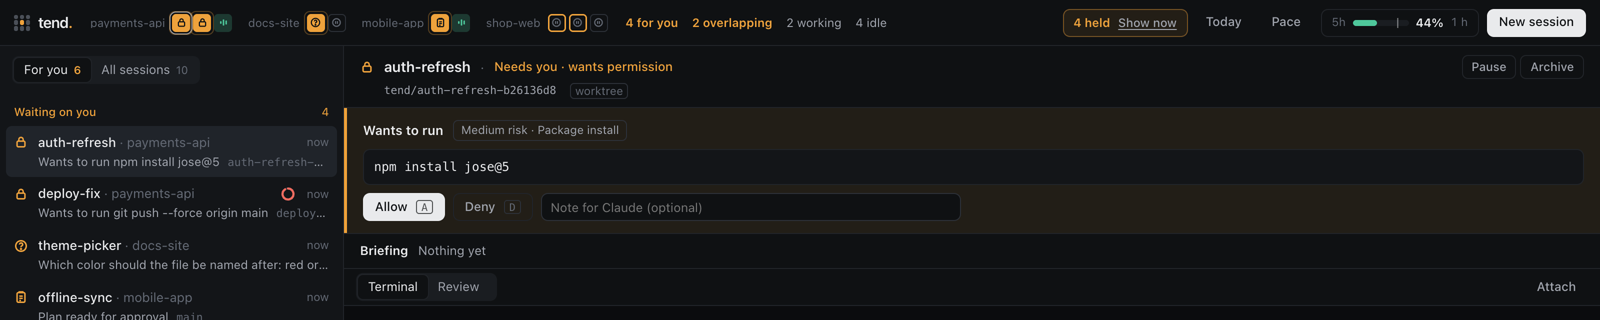 tend. payments-api docs-site mobile-app shop-web 4 for you 2 overlapping 2 working 4 idle 4 held Show now Today Pace 5h 44% 1 h New session
For you 6 All sessions 10
Waiting on you 4
auth-refresh · payments-api now
Wants to run npm install jose@5 auth-refresh-…
deploy-fix · payments-api now
Wants to run git push --force origin main deploy…
theme-picker · docs-site now
Which color should the file be named after: red or…
offline-sync · mobile-app now
Plan ready for approval main
auth-refresh · Needs you · wants permission Pause Archive
tend/auth-refresh-b26136d8 worktree
Wants to run Medium risk · Package install
npm install jose@5
Allow A Deny D Note for Claude (optional)
Briefing Nothing yet
Terminal Review Attach